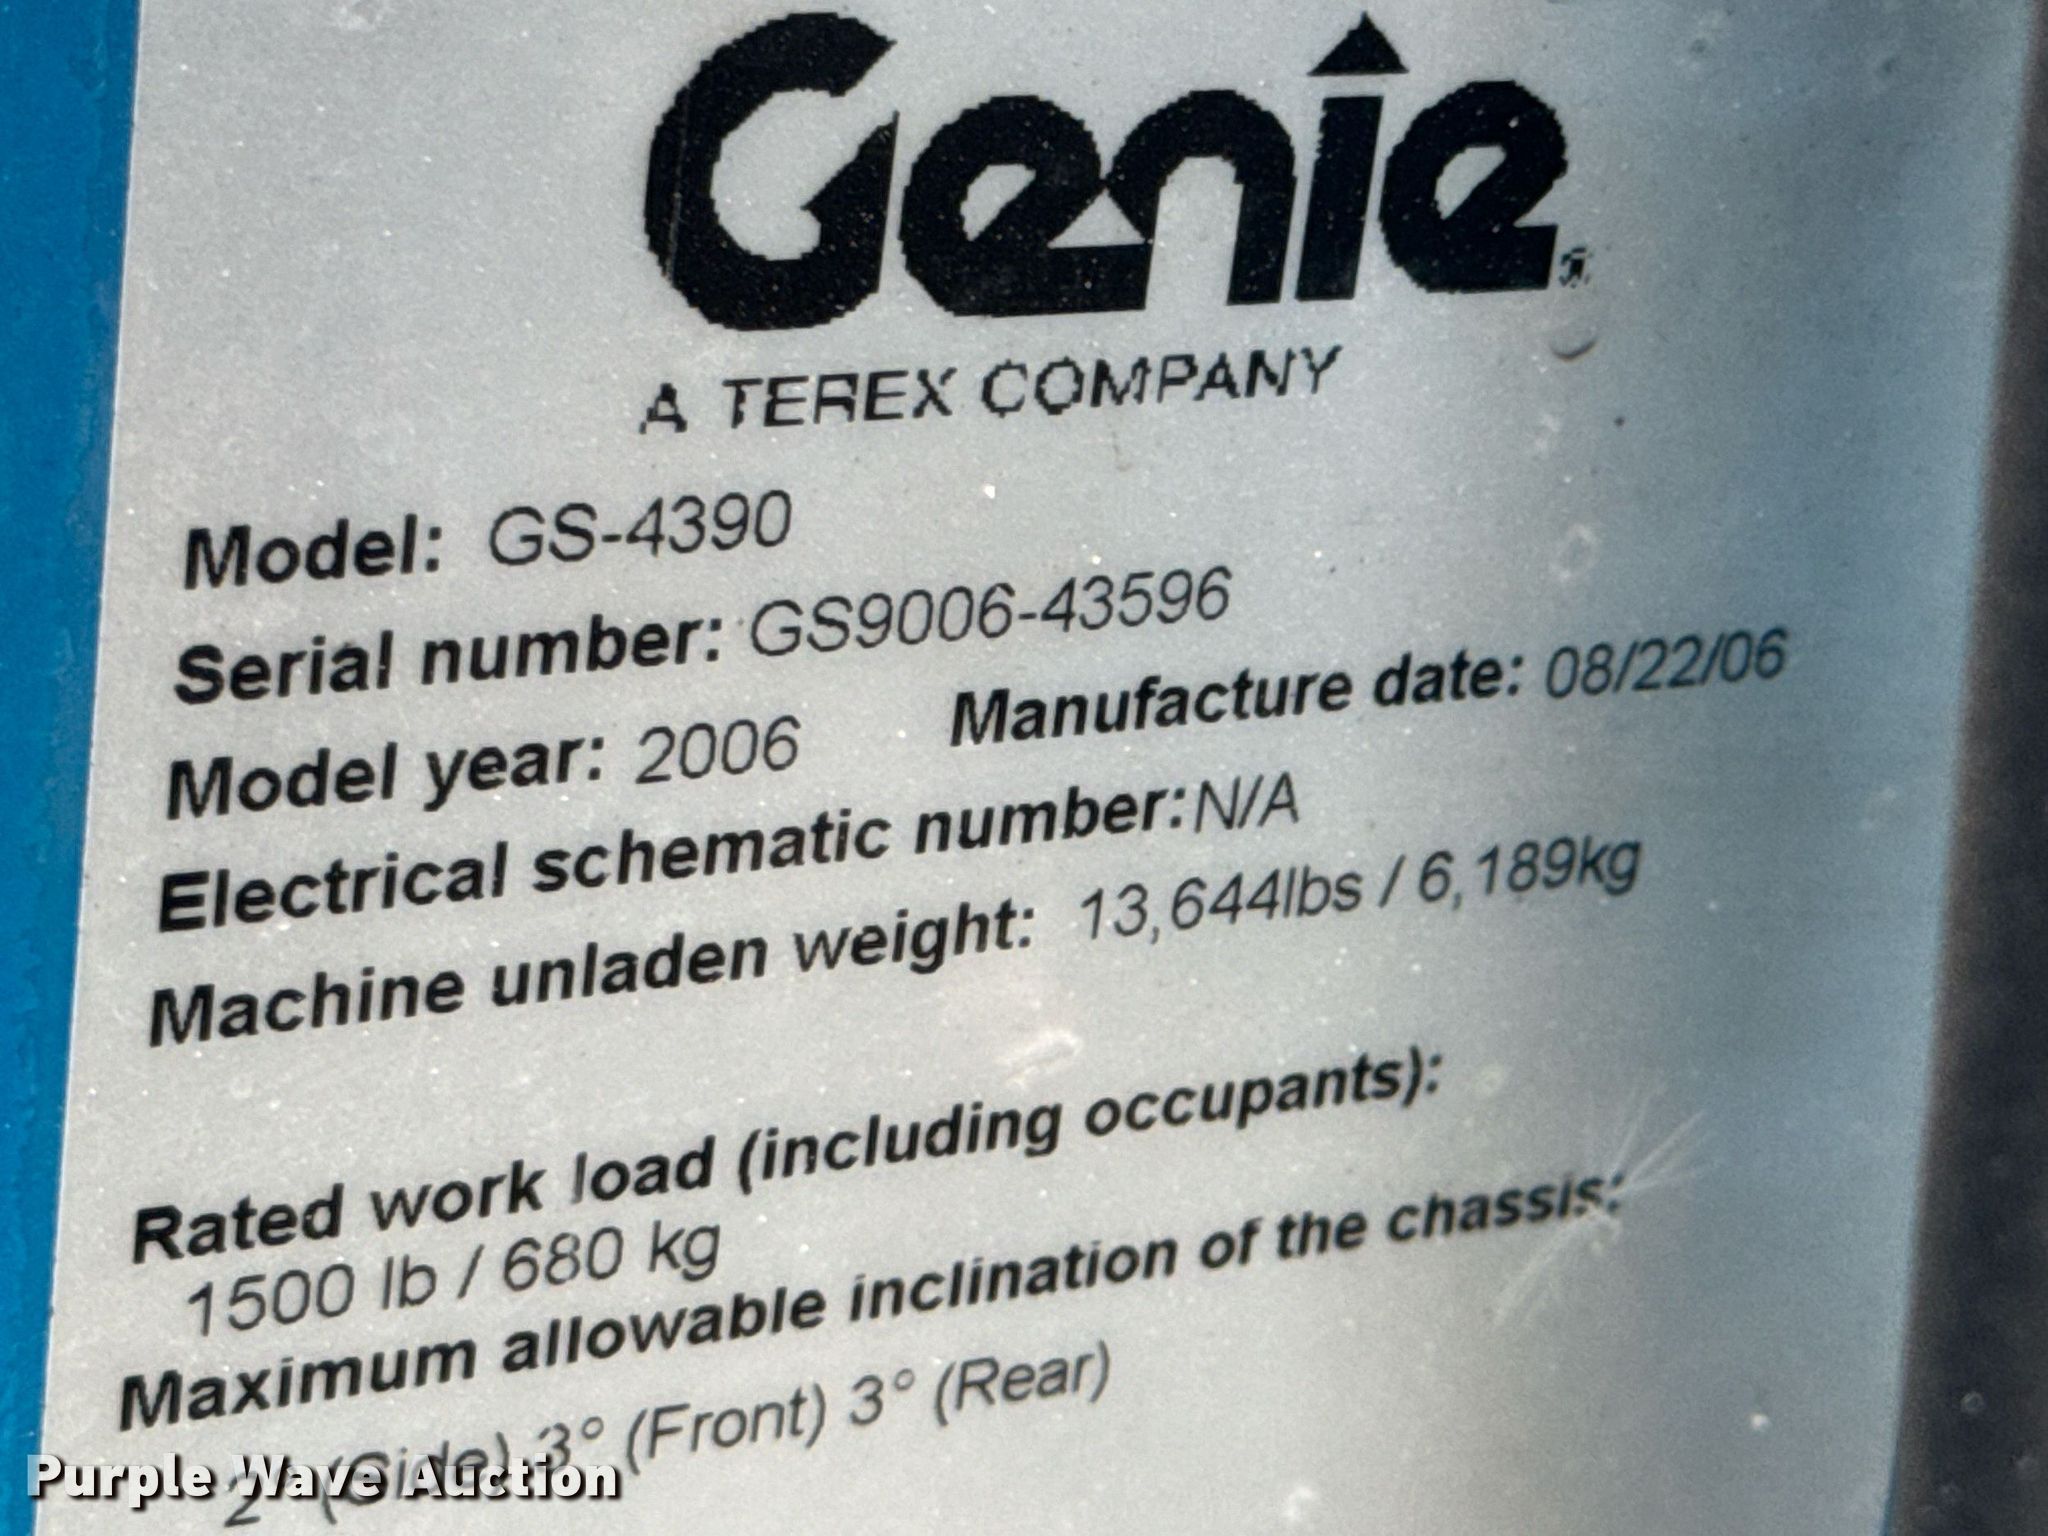 Genie
A TEREX COMPANY
Model: GS-4390
Serial number: GS9006-43596
Model year: 2006 Manufacture date: 08/22/06
Electrical schematic number:N/A
Machine unladen weight: 13,644lbs / 6,189kg
Rated work load (including occupants):
1500 lb / 680 kg
Maximum allowable inclination of the chassis:
2° (Side) 3° (Front) 3° (Rear)
Purple Wave Auction